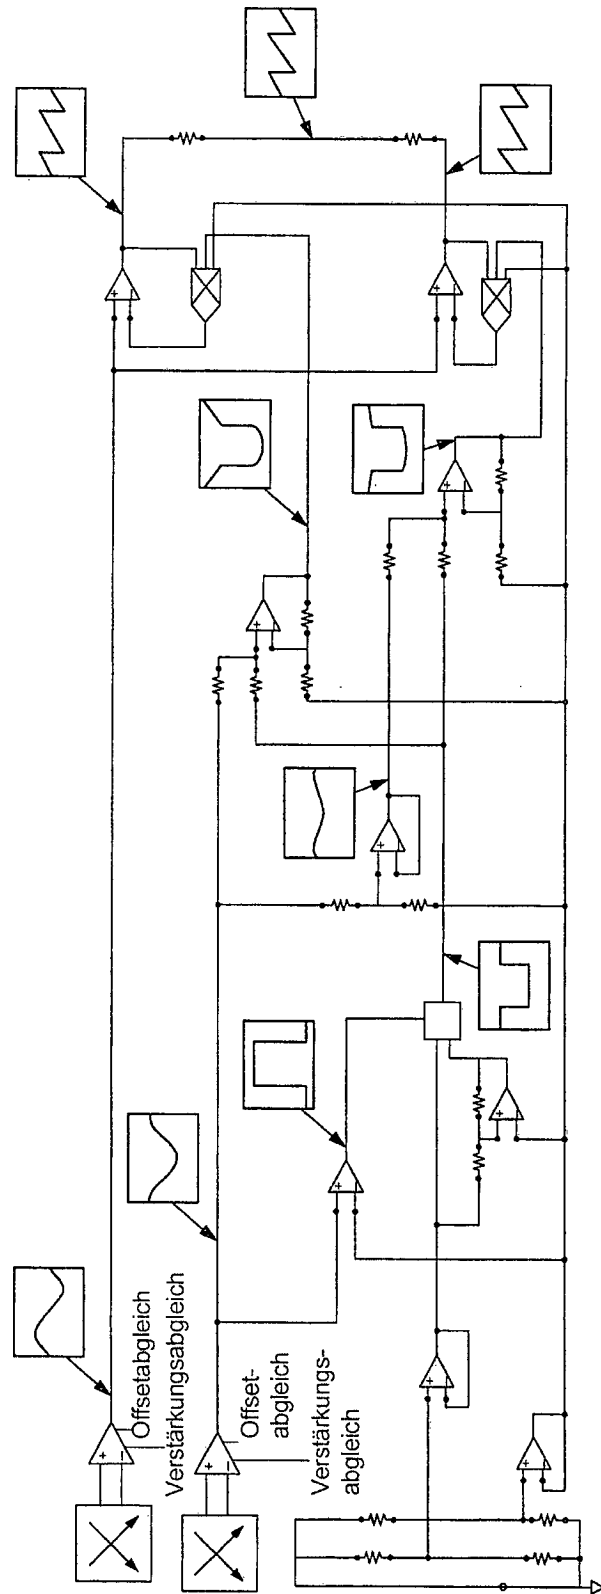 Offsetabgleich
Verstärkungsabgleich
Offset-
abgleich
Verstärkungs-
abgleich